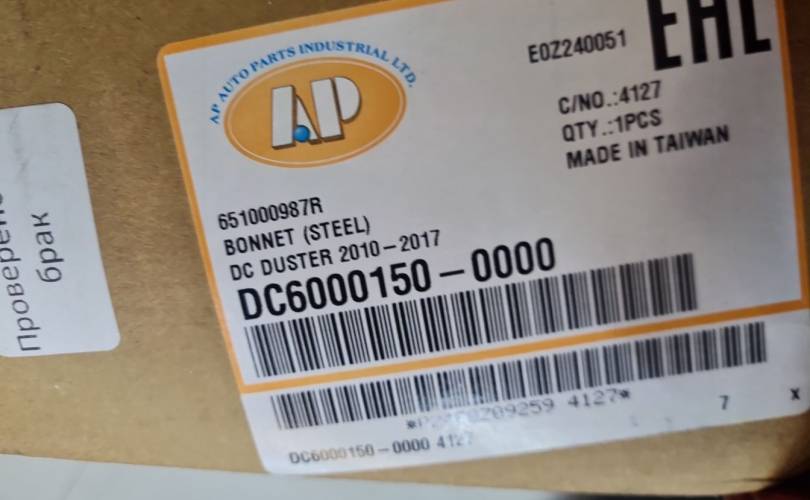 AP AUTO PARTS INDUSTRIAL LTD.
AP
E0Z240051
EAC
C/NO.:4127
QTY.:1PCS
MADE IN TAIWAN
651000987R
BONNET (STEEL)
DC DUSTER 2010-2017
DC6000150-0000
4127*
7 X
DC6000150-0000 4127
брак